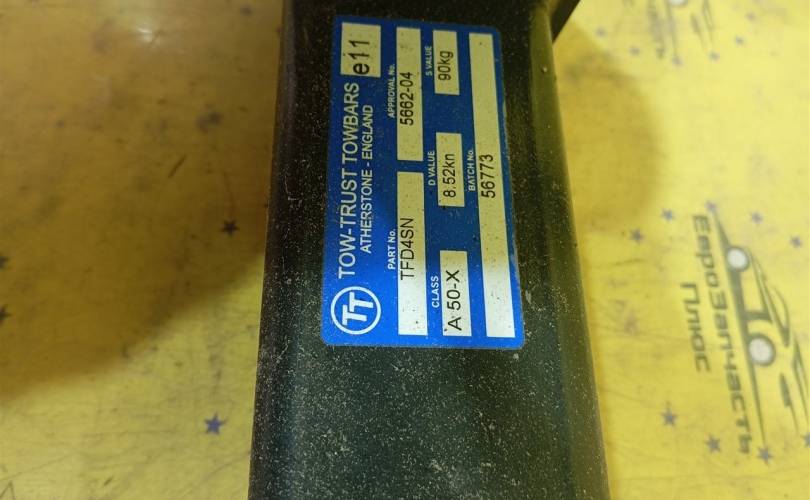 TT
TOW-TRUST TOWBARS
ATHERSTONE - ENGLAND
e11
PART No.
TFD4SN
APPROVAL No.
5662-04
CLASS
A 50-X
D VALUE
8.52kn
S VALUE
90kg
BATCH No.
56773
ЕвроЗапчасть
Плюс